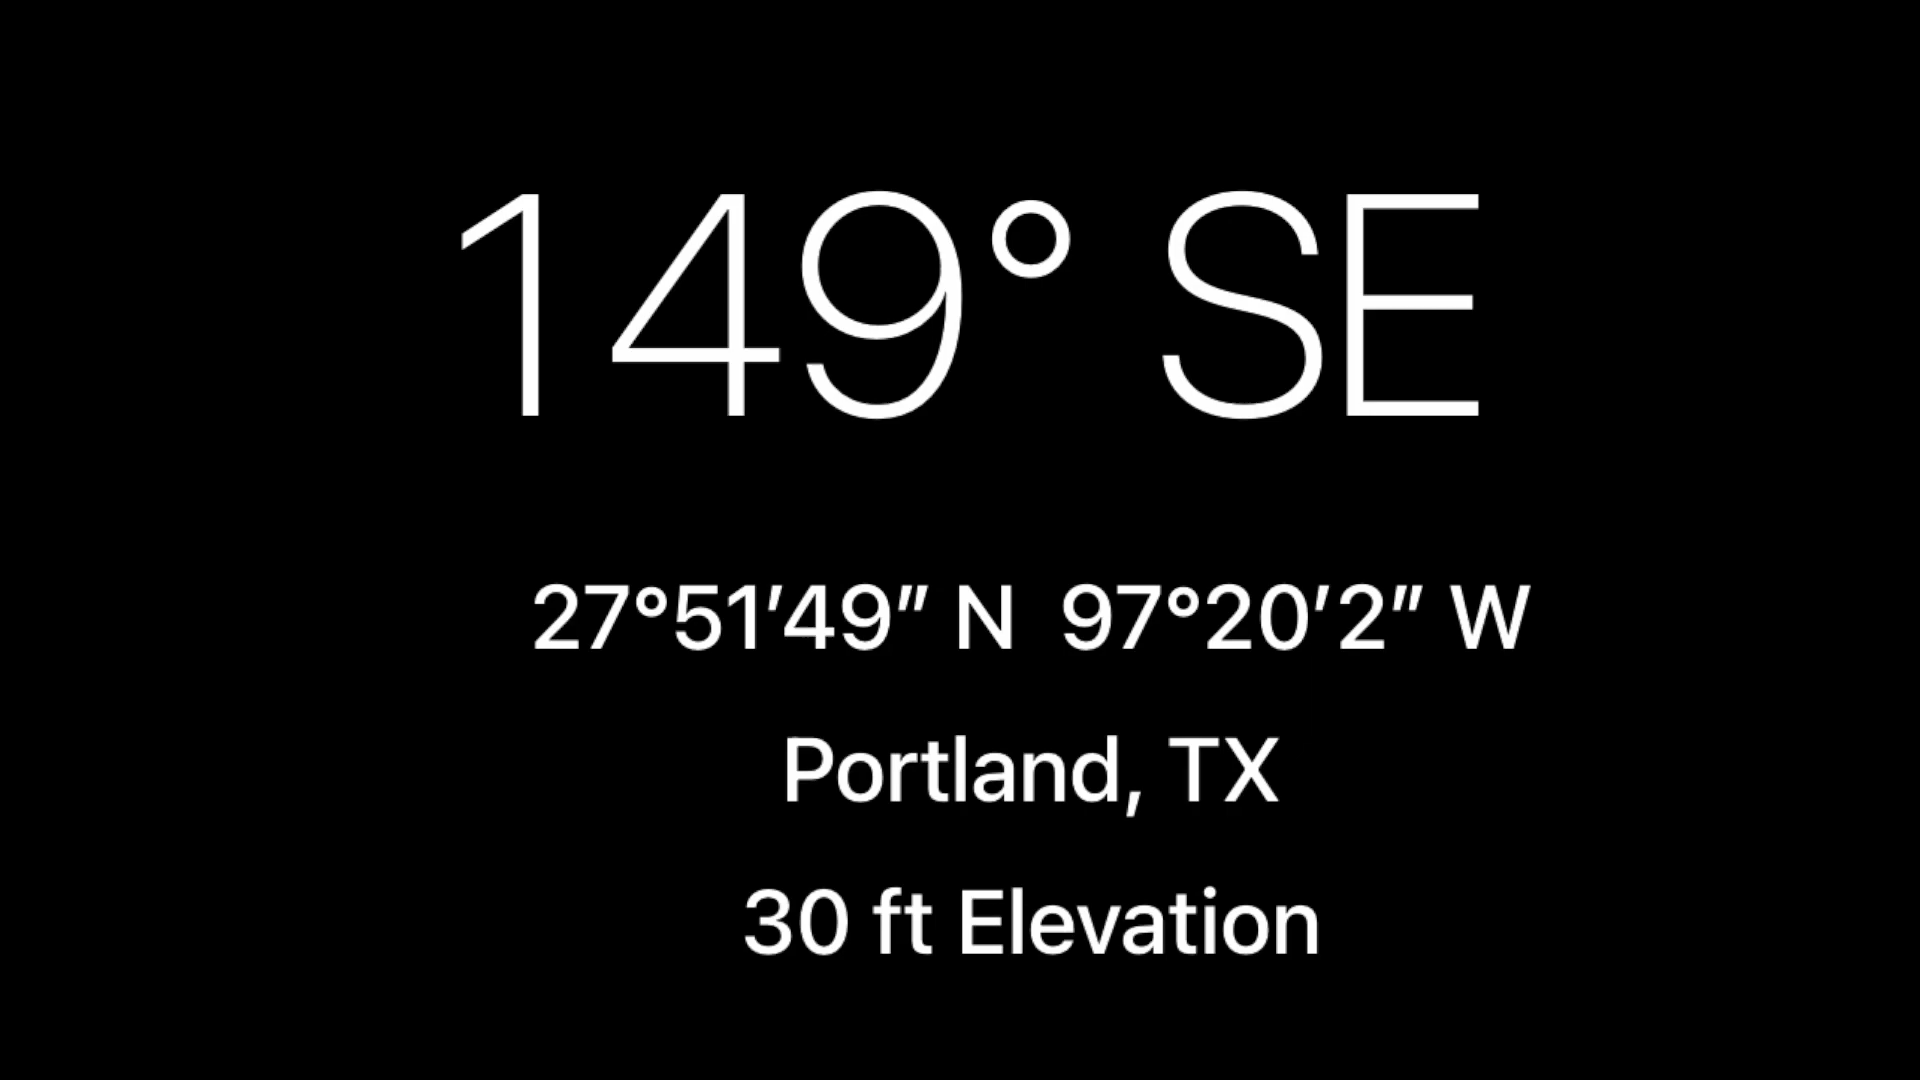 149° SE
27°51′49″ N  97°20′2″ W
Portland, TX
30 ft Elevation